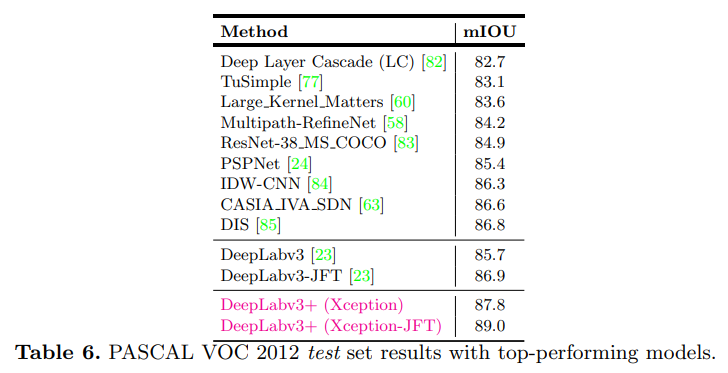 Method mIOU
Deep Layer Cascade (LC) [82] 82.7
TuSimple [77] 83.1
Large_Kernel_Matters [60] 83.6
Multipath-RefineNet [58] 84.2
ResNet-38_MS_COCO [83] 84.9
PSPNet [24] 85.4
IDW-CNN [84] 86.3
CASIA_IVA_SDN [63] 86.6
DIS [85] 86.8
DeepLabv3 [23] 85.7
DeepLabv3-JFT [23] 86.9
DeepLabv3+ (Xception) 87.8
DeepLabv3+ (Xception-JFT) 89.0
Table 6. PASCAL VOC 2012 test set results with top-performing models.